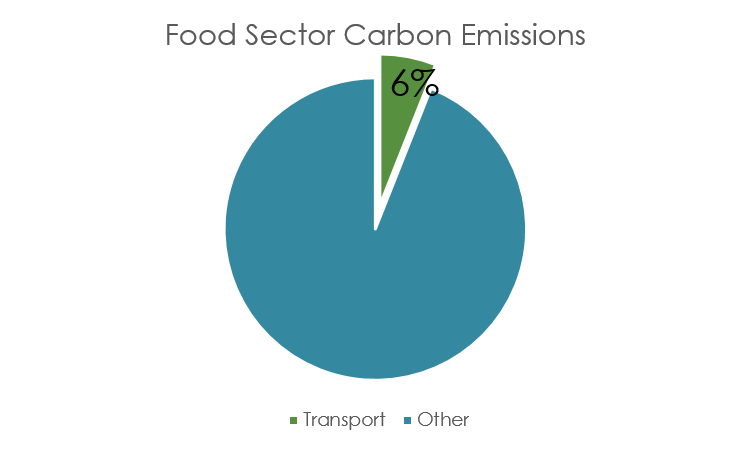 Food Sector Carbon Emissions
6%
Transport Other